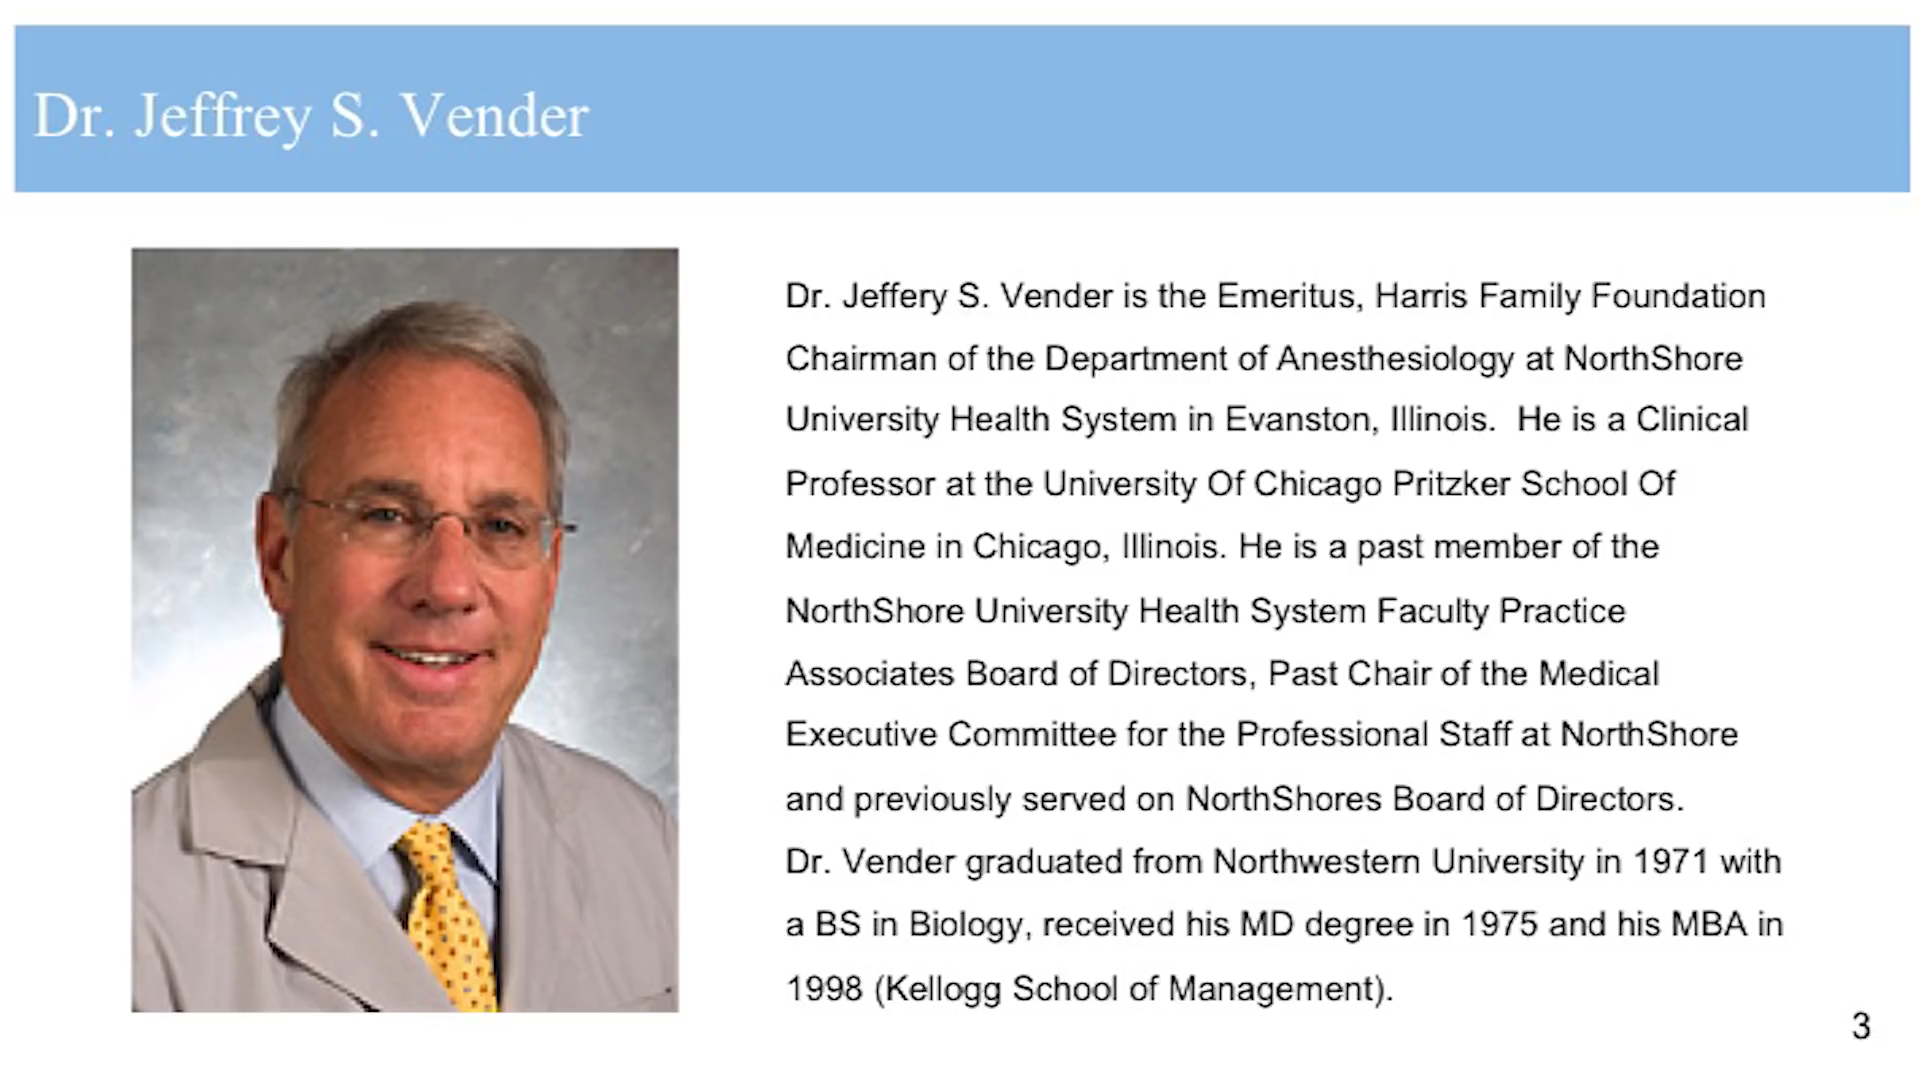 Dr. Jeffrey S. Vender
Dr. Jeffery S. Vender is the Emeritus, Harris Family Foundation
Chairman of the Department of Anesthesiology at NorthShore
University Health System in Evanston, Illinois.  He is a Clinical
Professor at the University Of Chicago Pritzker School Of
Medicine in Chicago, Illinois. He is a past member of the
NorthShore University Health System Faculty Practice
Associates Board of Directors, Past Chair of the Medical
Executive Committee for the Professional Staff at NorthShore
and previously served on NorthShores Board of Directors.
Dr. Vender graduated from Northwestern University in 1971 with
a BS in Biology, received his MD degree in 1975 and his MBA in
1998 (Kellogg School of Management).
3